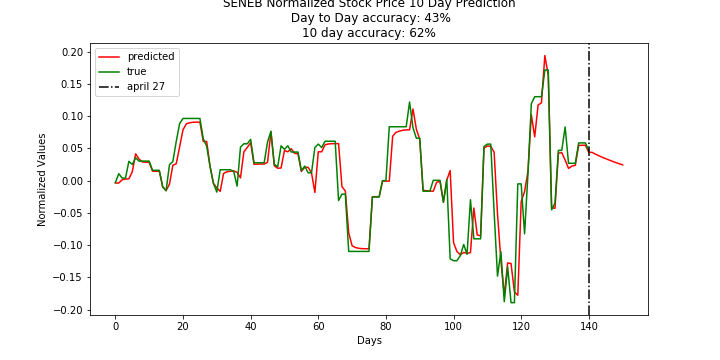 SENEB Normalized Stock Price 10 Day Prediction
Day to Day accuracy: 43%
10 day accuracy: 62%
predicted
true
april 27
Normalized Values
0.20
0.15
0.10
0.05
0.00
−0.05
−0.10
−0.15
−0.20
0 20 40 60 80 100 120 140
Days